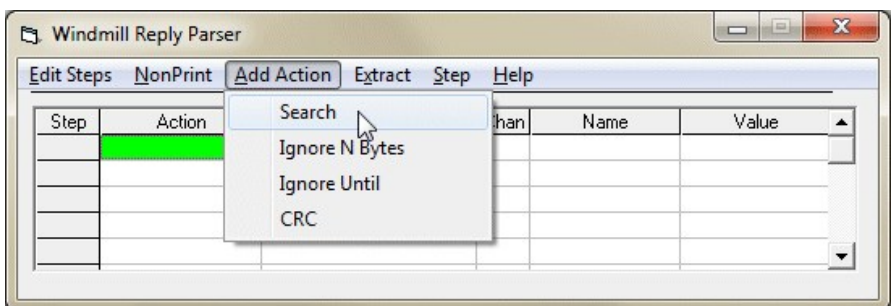 Windmill Reply Parser
Edit Steps NonPrint Add Action Extract Step Help
Step Action han Name Value
Search
Ignore N Bytes
Ignore Until
CRC